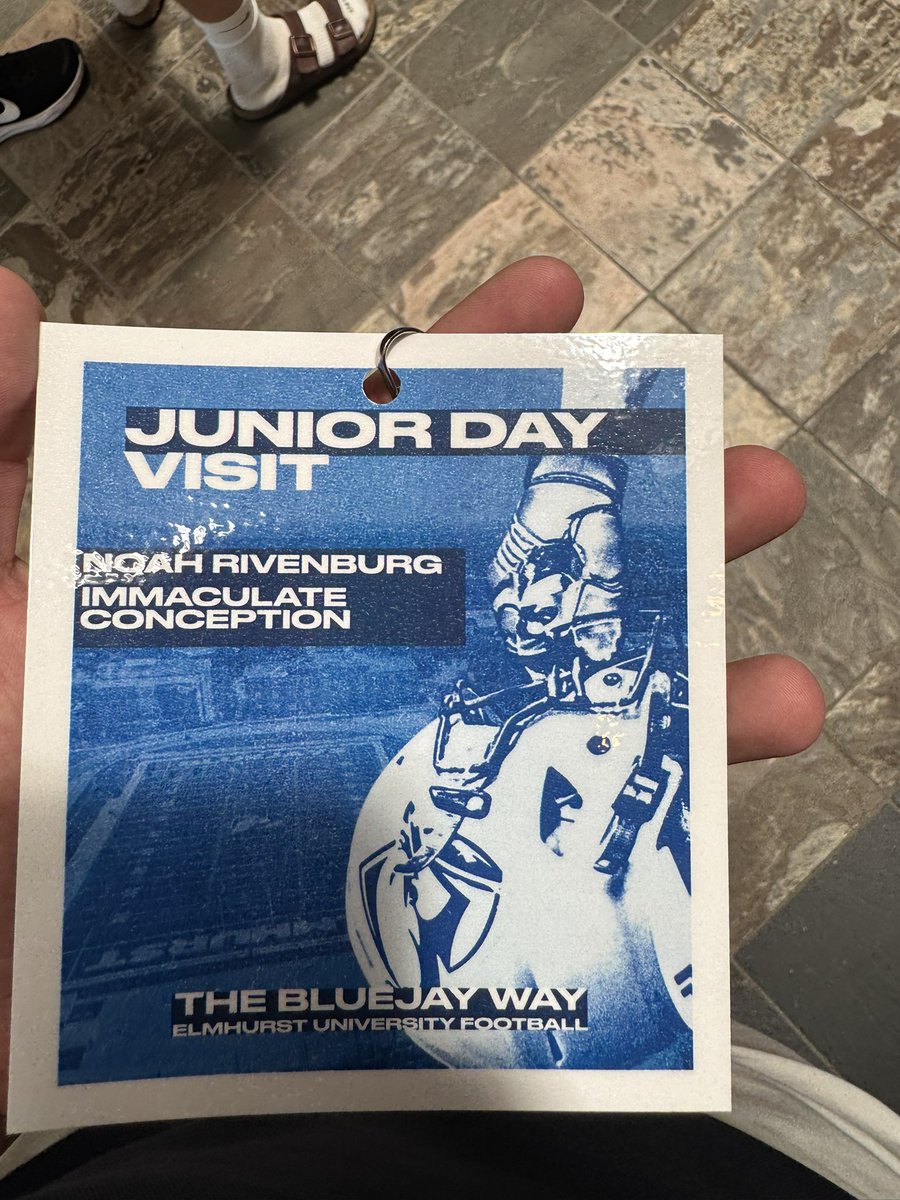 JUNIOR DAY
VISIT
NOAH RIVENBURG
IMMACULATE
CONCEPTION
THE BLUEJAY WAY
ELMHURST UNIVERSITY FOOTBALL